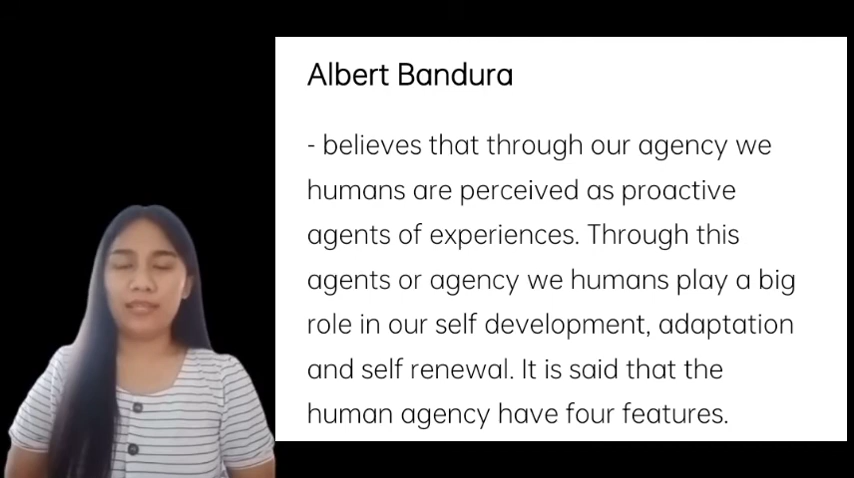 Albert Bandura
- believes that through our agency we
humans are perceived as proactive
agents of experiences. Through this
agents or agency we humans play a big
role in our self development, adaptation
and self renewal. It is said that the
human agency have four features.